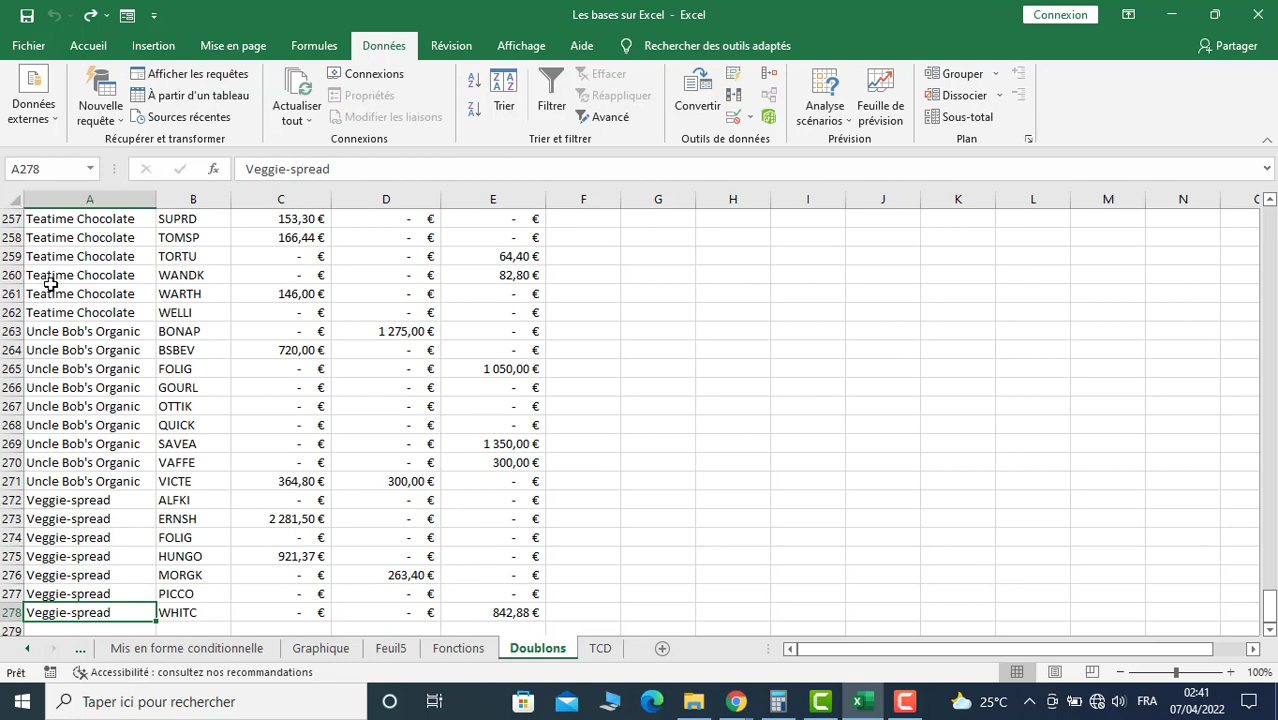 Les bases sur Excel - Excel
Connexion
Fichier Accueil Insertion Mise en page Formules Données Révision Affichage Aide Rechercher des outils adaptés Partager
Données externes
Nouvelle requête
Afficher les requêtes
À partir d'un tableau
Sources récentes
Récupérer et transformer
Actualiser tout
Connexions
Propriétés
Modifier les liaisons
Connexions
Trier
Filtrer
Effacer
Réappliquer
Avancé
Trier et filtrer
Convertir
Outils de données
Analyse scénarios
Feuille de prévision
Prévision
Grouper
Dissocier
Sous-total
Plan
A278 fx Veggie-spread
A B C D E F G H I J K L M N C
257 Teatime Chocolate SUPRD 153,30 € - € - €
258 Teatime Chocolate TOMSP 166,44 € - € - €
259 Teatime Chocolate TORTU - € - € 64,40 €
260 Teatime Chocolate WANDK - € - € 82,80 €
261 Teatime Chocolate WARTH 146,00 € - € - €
262 Teatime Chocolate WELLI - € - € - €
263 Uncle Bob's Organic BONAP - € 1 275,00 € - €
264 Uncle Bob's Organic BSBEV 720,00 € - € - €
265 Uncle Bob's Organic FOLIG - € - € 1 050,00 €
266 Uncle Bob's Organic GOURL - € - € - €
267 Uncle Bob's Organic OTTIK - € - € - €
268 Uncle Bob's Organic QUICK - € - € - €
269 Uncle Bob's Organic SAVEA - € - € 1 350,00 €
270 Uncle Bob's Organic VAFFE - € - € 300,00 €
271 Uncle Bob's Organic VICTE 364,80 € 300,00 € - €
272 Veggie-spread ALFKI - € - € - €
273 Veggie-spread ERNSH 2 281,50 € - € - €
274 Veggie-spread FOLIG - € - € - €
275 Veggie-spread HUNGO 921,37 € - € - €
276 Veggie-spread MORGK - € 263,40 € - €
277 Veggie-spread PICCO - € - € - €
278 Veggie-spread WHITC - € - € 842,88 €
279
... Mis en forme conditionnelle Graphique Feuil5 Fonctions Doublons TCD
Prêt Accessibilité : consultez nos recommandations 100%
Taper ici pour rechercher 25°C FRA 02:41
07/04/2022